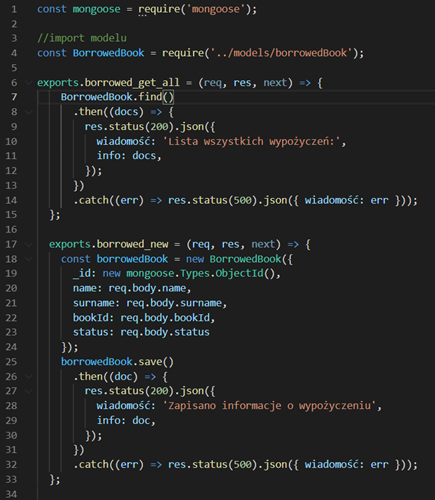 1 const mongoose = require('mongoose');
2
3 //import modelu
4 const BorrowedBook = require('../models/borrowedBook');
5
6 exports.borrowed_get_all = (req, res, next) => {
7 BorrowedBook.find()
8 .then((docs) => {
9 res.status(200).json({
10 wiadomość: 'Lista wszystkich wypożyczeń:',
11 info: docs,
12 });
13 })
14 .catch((err) => res.status(500).json({ wiadomość: err }));
15 };
16
17 exports.borrowed_new = (req, res, next) => {
18 const borrowedBook = new BorrowedBook({
19 _id: new mongoose.Types.ObjectId(),
20 name: req.body.name,
21 surname: req.body.surname,
22 bookId: req.body.bookId,
23 status: req.body.status
24 });
25 borrowedBook.save()
26 .then((doc) => {
27 res.status(200).json({
28 wiadomość: 'Zapisano informacje o wypożyczeniu',
29 info: doc,
30 });
31 })
32 .catch((err) => res.status(500).json({ wiadomość: err }));
33 };
34